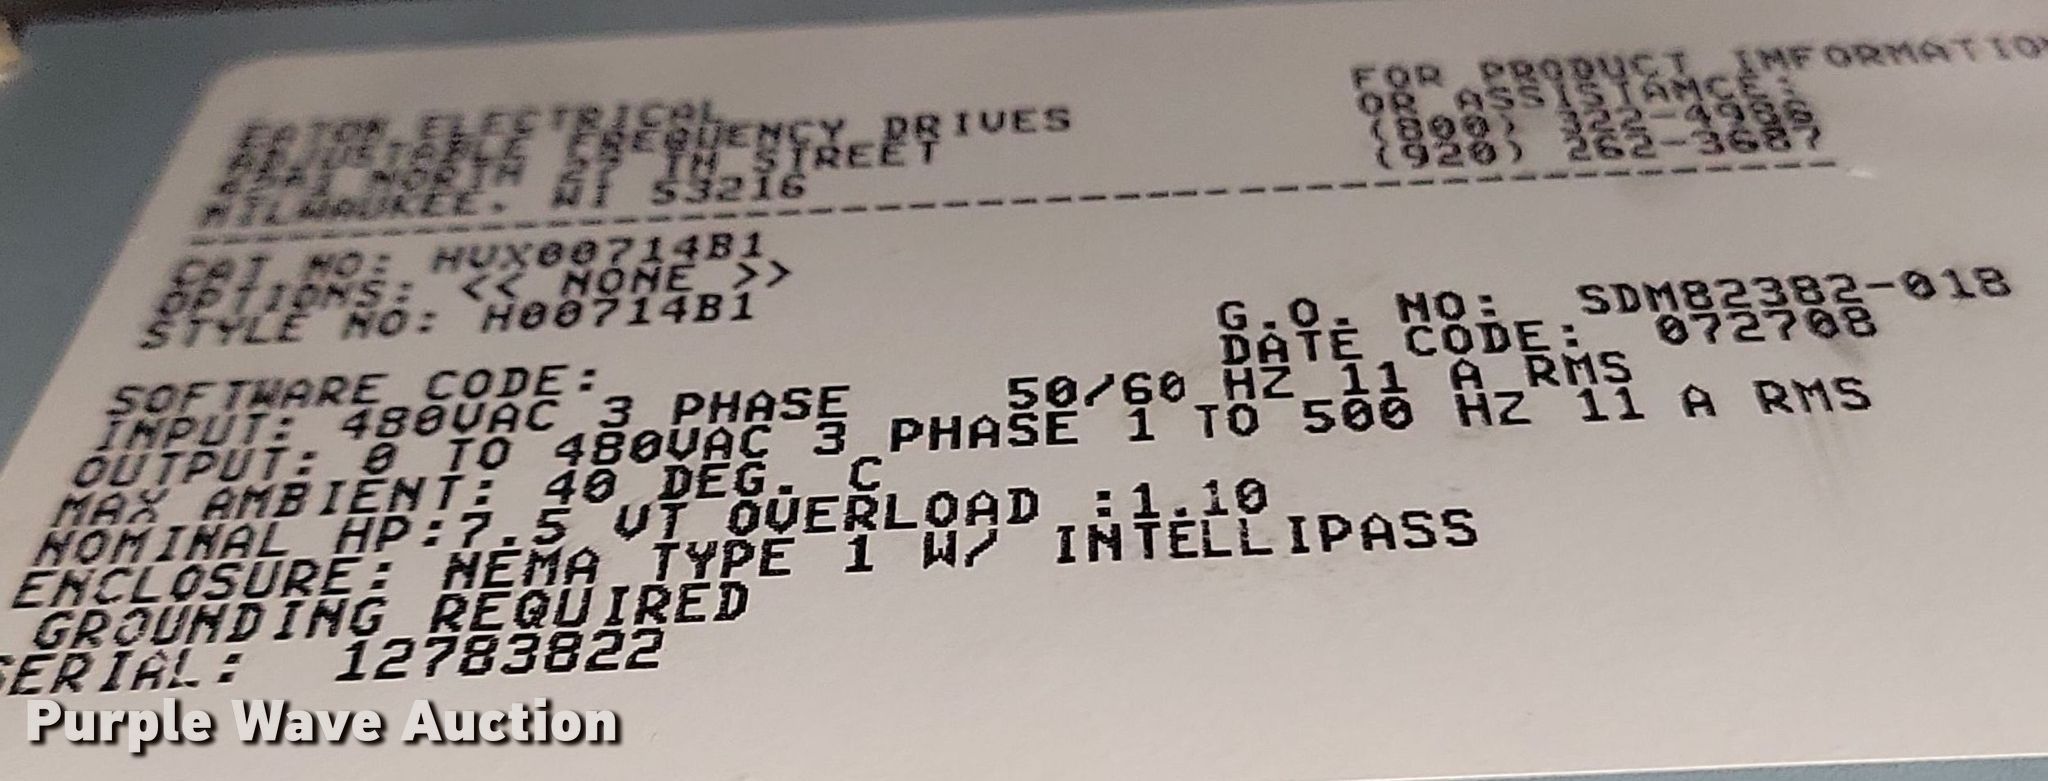 EATON ELECTRICAL
ADJUSTABLE FREQUENCY DRIVES
NORTH 27TH STREET
MILWAUKEE, WI 53216
FOR PRODUCT INFORMATION
OR ASSISTANCE:
(800) 322-4986
(920) 262-3687
CAT NO: HVX00714B1
OPTIONS: << NONE >>
STYLE NO: H00714B1
G.O. NO: SDM82382-018
DATE CODE: 072708
SOFTWARE CODE:
INPUT: 480VAC 3 PHASE 50/60 HZ 11 A RMS
OUTPUT: 0 TO 480VAC 3 PHASE 1 TO 500 HZ 11 A RMS
MAX AMBIENT: 40 DEG. C
NOMINAL HP:7.5 VT OVERLOAD :1.10
ENCLOSURE: NEMA TYPE 1 W/ INTELLIPASS
GROUNDING REQUIRED
SERIAL: 12783822
Purple Wave Auction